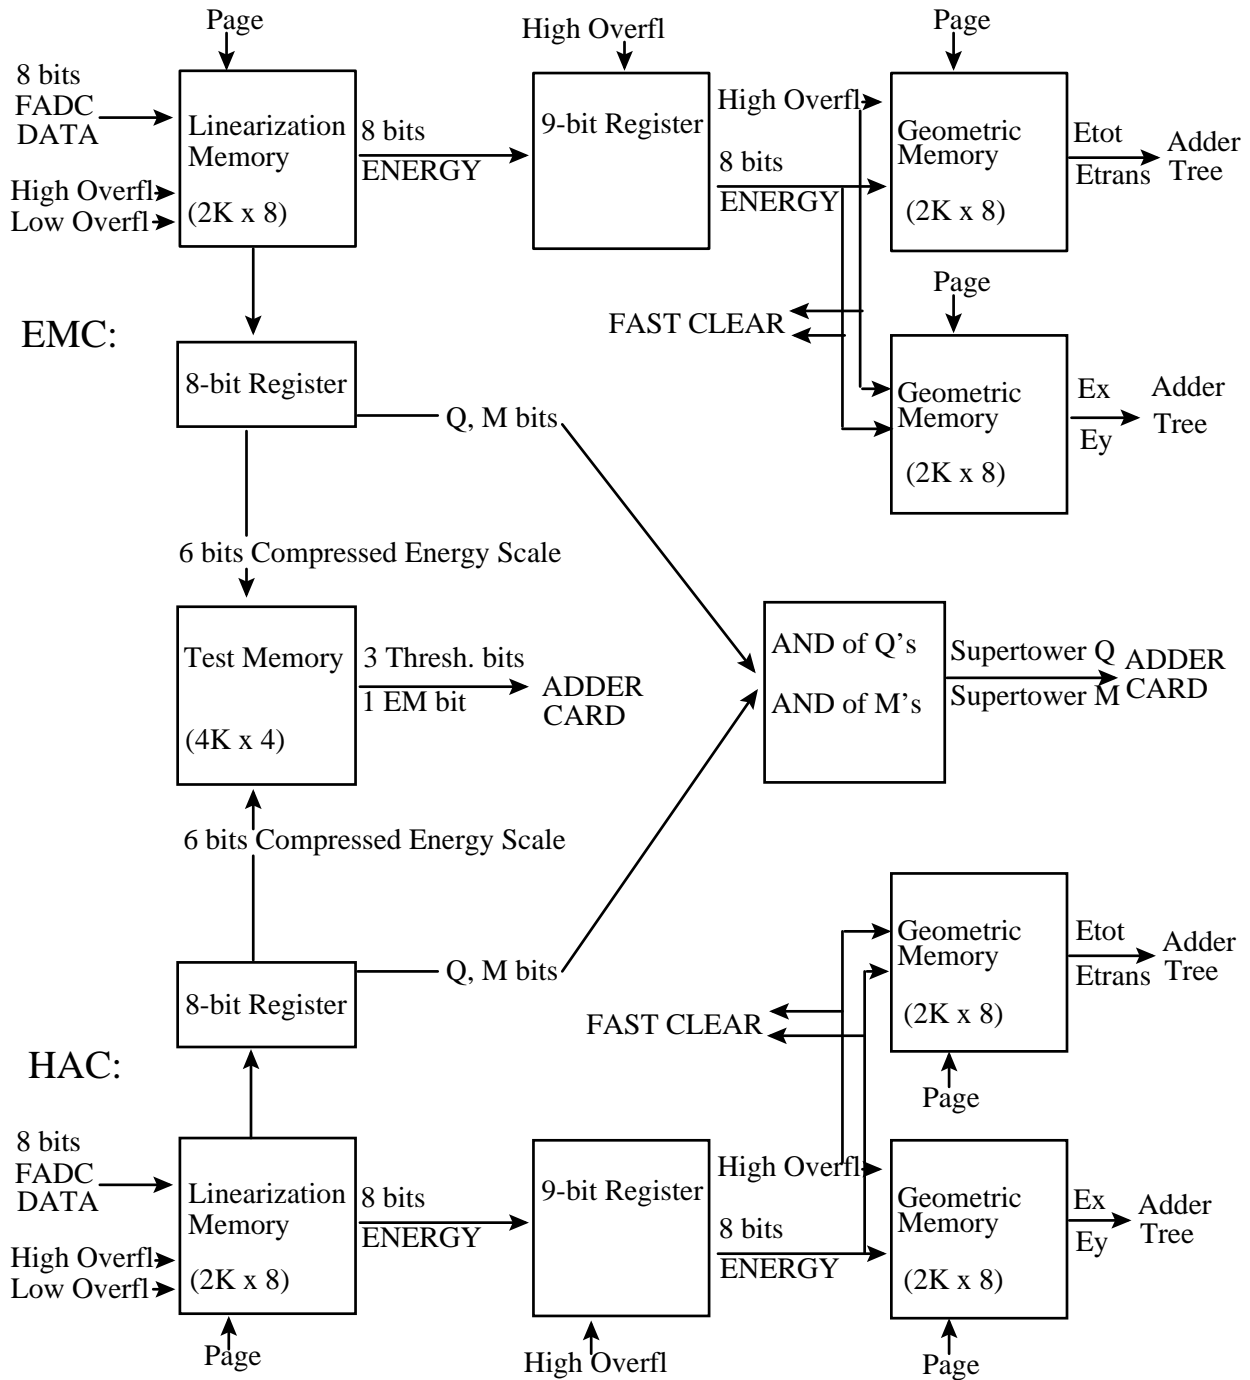 Page
High Overfl
Page
8 bits
FADC
DATA
High Overfl
Low Overfl
Linearization
Memory
(2K x 8)
8 bits
ENERGY
9-bit Register
High Overfl
8 bits
ENERGY
Geometric
Memory
(2K x 8)
Etot
Etrans
Adder
Tree
EMC:
FAST CLEAR
Page
8-bit Register
Q, M bits
Geometric
Memory
(2K x 8)
Ex
Ey
Adder
Tree
6 bits Compressed Energy Scale
Test Memory
(4K x 4)
3 Thresh. bits
1 EM bit
ADDER
CARD
AND of Q's
AND of M's
Supertower Q
Supertower M
ADDER
CARD
6 bits Compressed Energy Scale
8-bit Register
Q, M bits
FAST CLEAR
Geometric
Memory
(2K x 8)
Etot
Etrans
Adder
Tree
Page
HAC:
8 bits
FADC
DATA
High Overfl
Low Overfl
Linearization
Memory
(2K x 8)
8 bits
ENERGY
9-bit Register
High Overfl
8 bits
ENERGY
Geometric
Memory
(2K x 8)
Ex
Ey
Adder
Tree
Page
High Overfl
Page